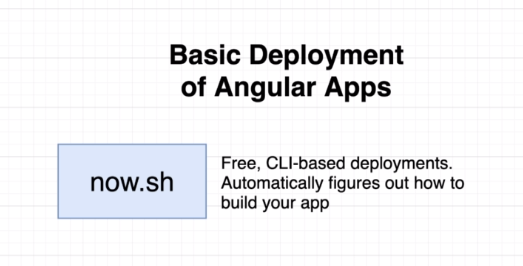 Basic Deployment
of Angular Apps
now.sh
Free, CLI-based deployments.
Automatically figures out how to
build your app